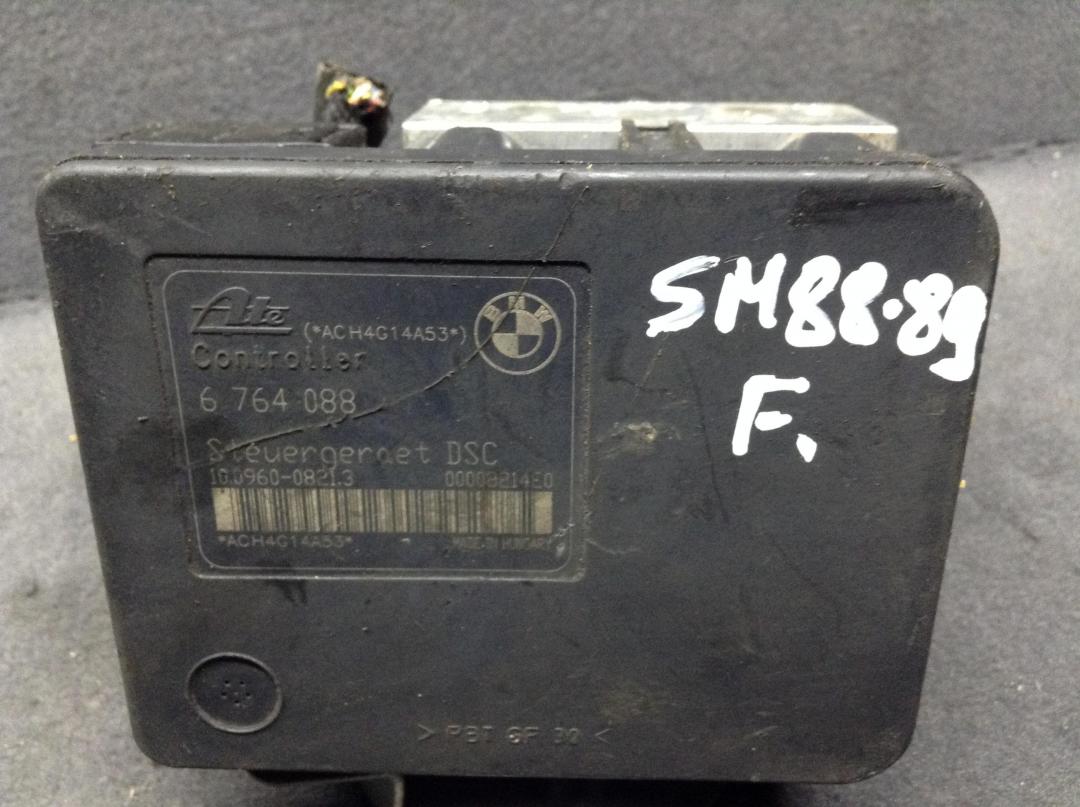 Ate
(*ACH4G14A53*)
BMW
Controller
6 764 088
Steuergeraet DSC
10.0960-0821.3 00008214E0
*ACH4G14A53*
MADE IN HUNGARY
SM88.89
F.
>PBT GF 30<